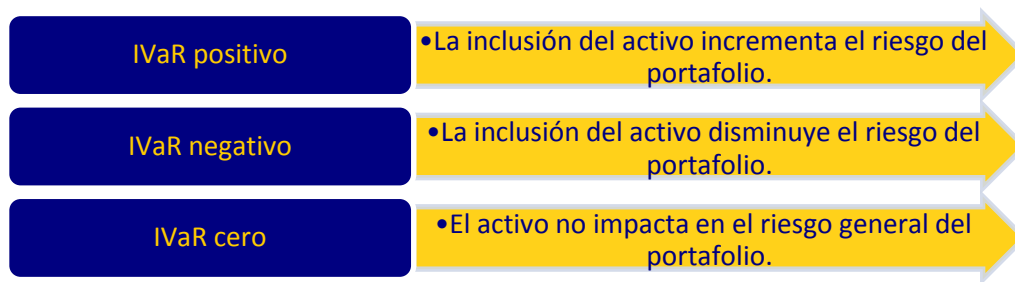 IVaR positivo
•La inclusión del activo incrementa el riesgo del
portafolio.
IVaR negativo
•La inclusión del activo disminuye el riesgo del
portafolio.
IVaR cero
•El activo no impacta en el riesgo general del
portafolio.